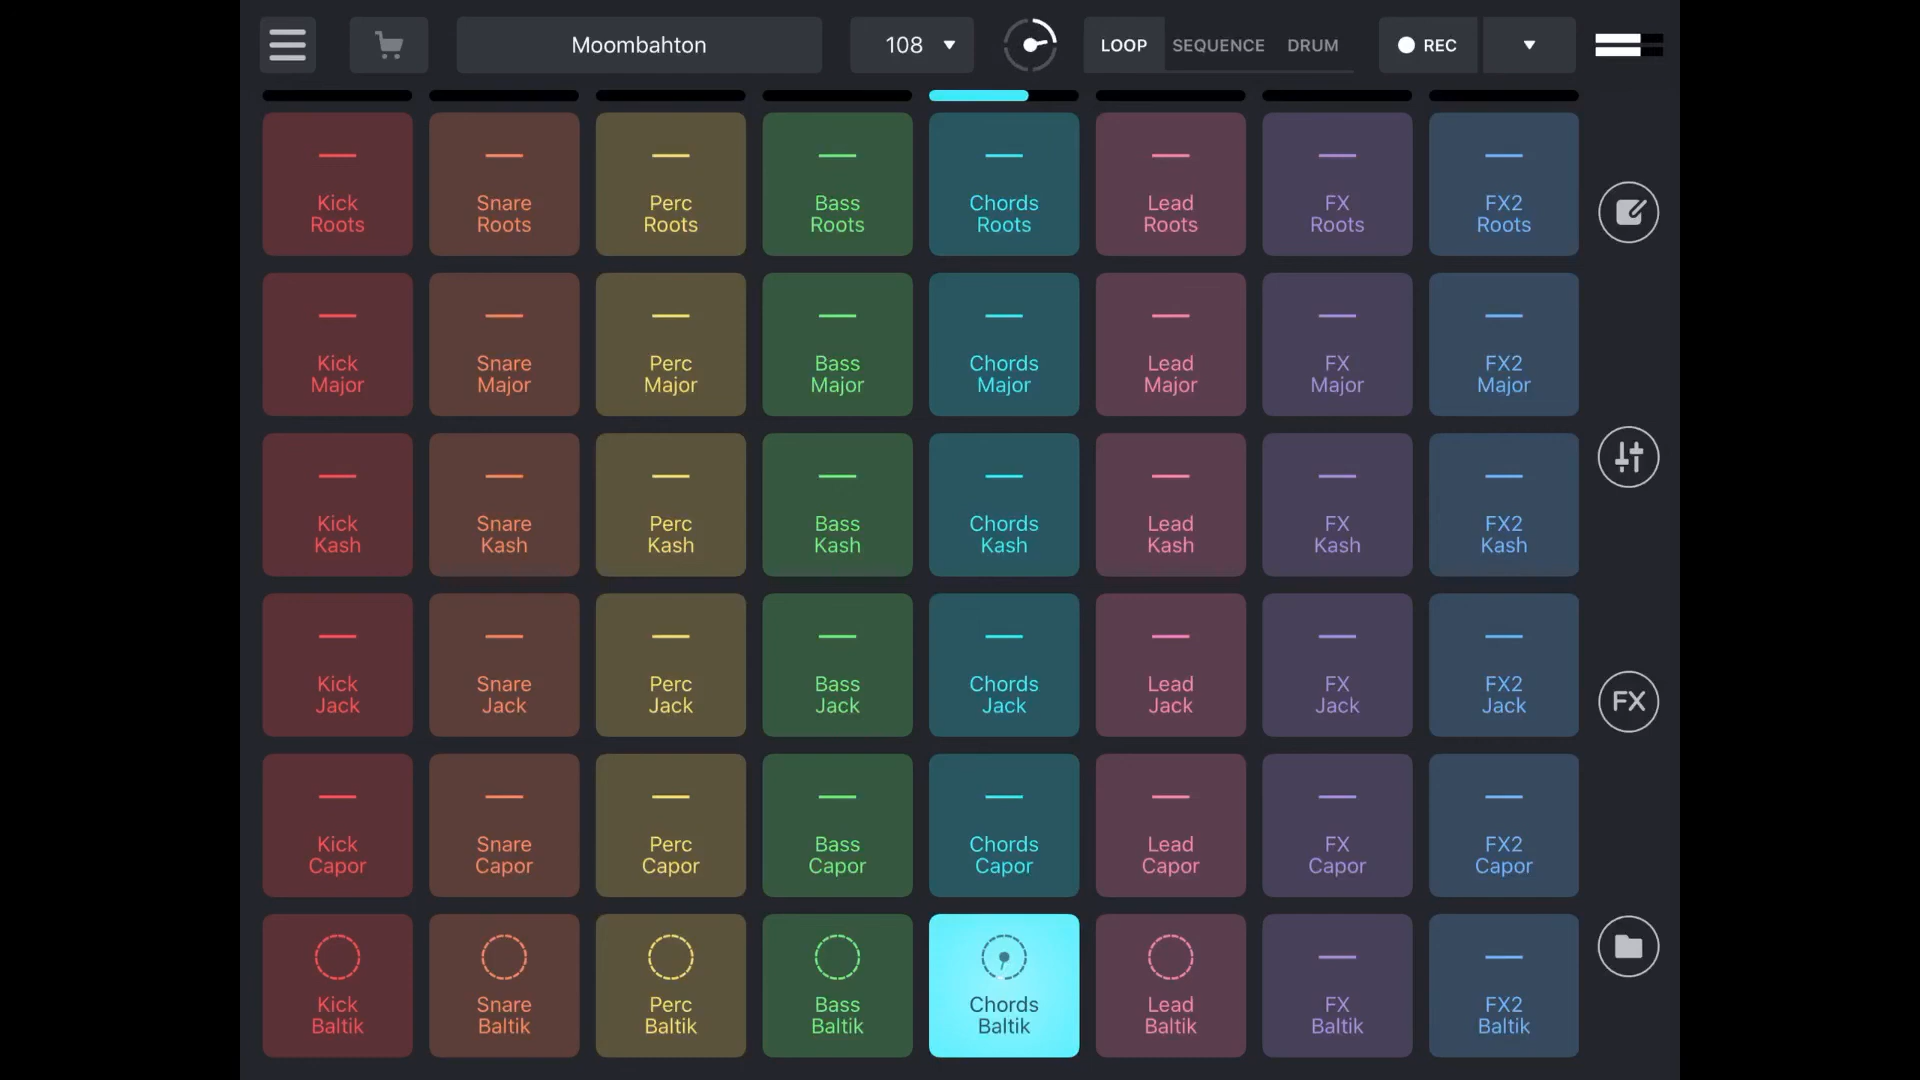 Moombahton 108 LOOP SEQUENCE DRUM REC
Kick Snare Perc Bass Chords Lead FX FX2
Roots Roots Roots Roots Roots Roots Roots Roots
Kick Snare Perc Bass Chords Lead FX FX2
Major Major Major Major Major Major Major Major
Kick Snare Perc Bass Chords Lead FX FX2
Kash Kash Kash Kash Kash Kash Kash Kash
Kick Snare Perc Bass Chords Lead FX FX2
Jack Jack Jack Jack Jack Jack Jack Jack
FX
Kick Snare Perc Bass Chords Lead FX FX2
Capor Capor Capor Capor Capor Capor Capor Capor
Kick Snare Perc Bass Chords Lead FX FX2
Baltik Baltik Baltik Baltik Baltik Baltik Baltik Baltik